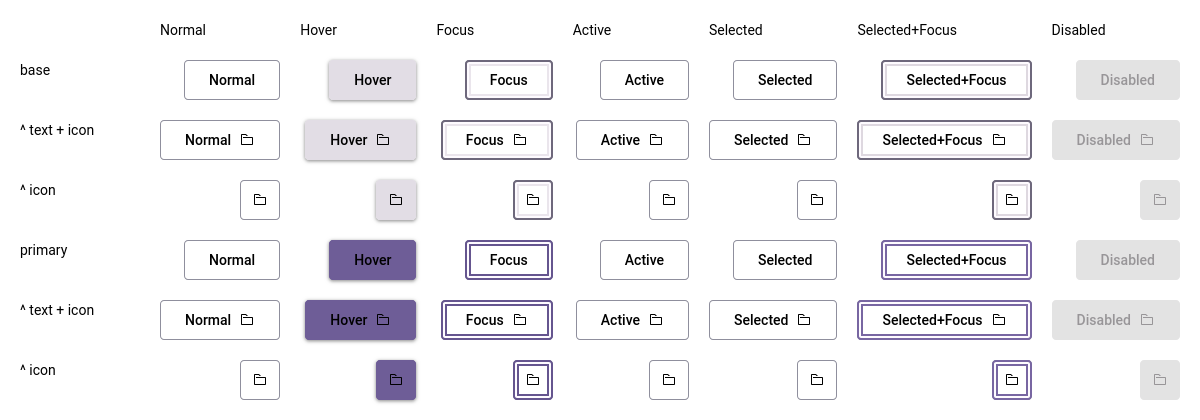 Normal Hover Focus Active Selected Selected+Focus Disabled
base Normal Hover Focus Active Selected Selected+Focus Disabled
^ text + icon Normal Hover Focus Active Selected Selected+Focus Disabled
^ icon
primary Normal Hover Focus Active Selected Selected+Focus Disabled
^ text + icon Normal Hover Focus Active Selected Selected+Focus Disabled
^ icon